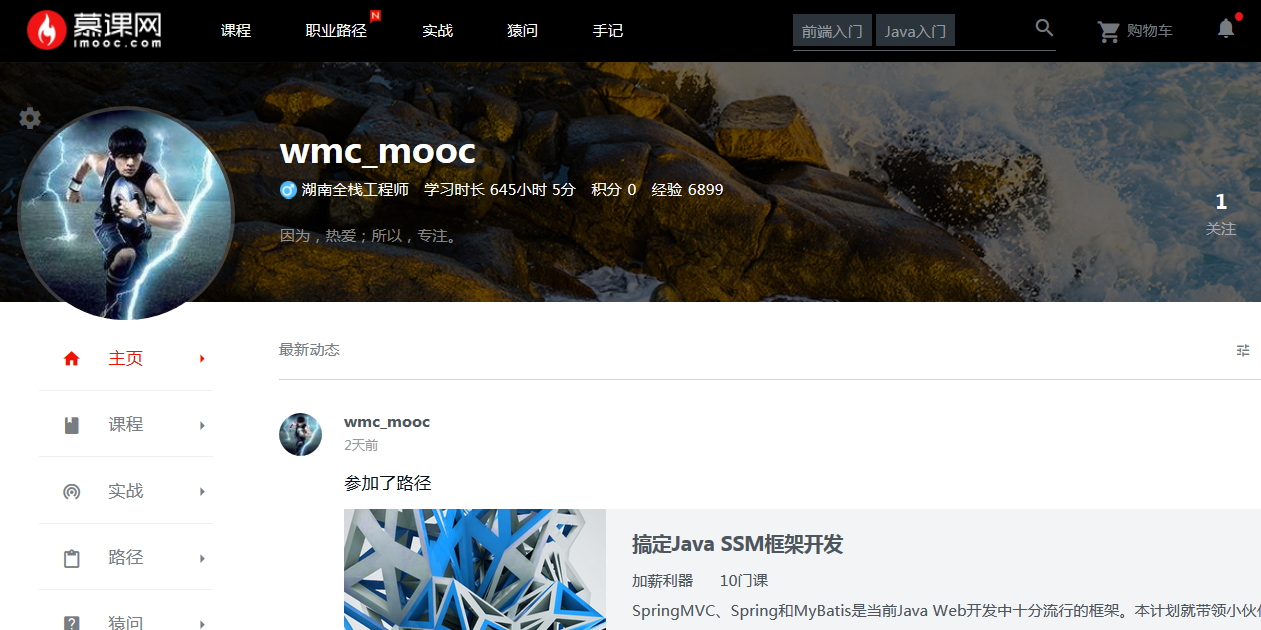 慕课网
imooc.com
课程 职业路径 N 实战 猿问 手记 前端入门 Java入门 购物车
wmc_mooc
湖南全栈工程师 学习时长 645小时 5分 积分 0 经验 6899
因为，热爱；所以，专注。
1
关注
主页
课程
实战
路径
猿问
最新动态
wmc_mooc
2天前
参加了路径
搞定Java SSM框架开发
加薪利器 10门课
SpringMVC、Spring和MyBatis是当前Java Web开发中十分流行的框架。本计划就带领小伙